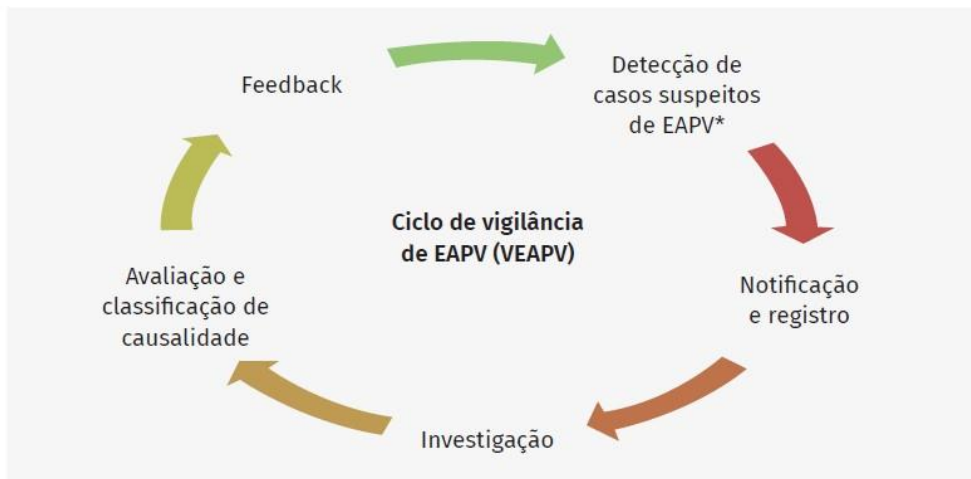 Feedback
Detecção de
casos suspeitos
de EAPV*
Ciclo de vigilância
de EAPV (VEAPV)
Notificação
e registro
Avaliação e
classificação de
causalidade
Investigação